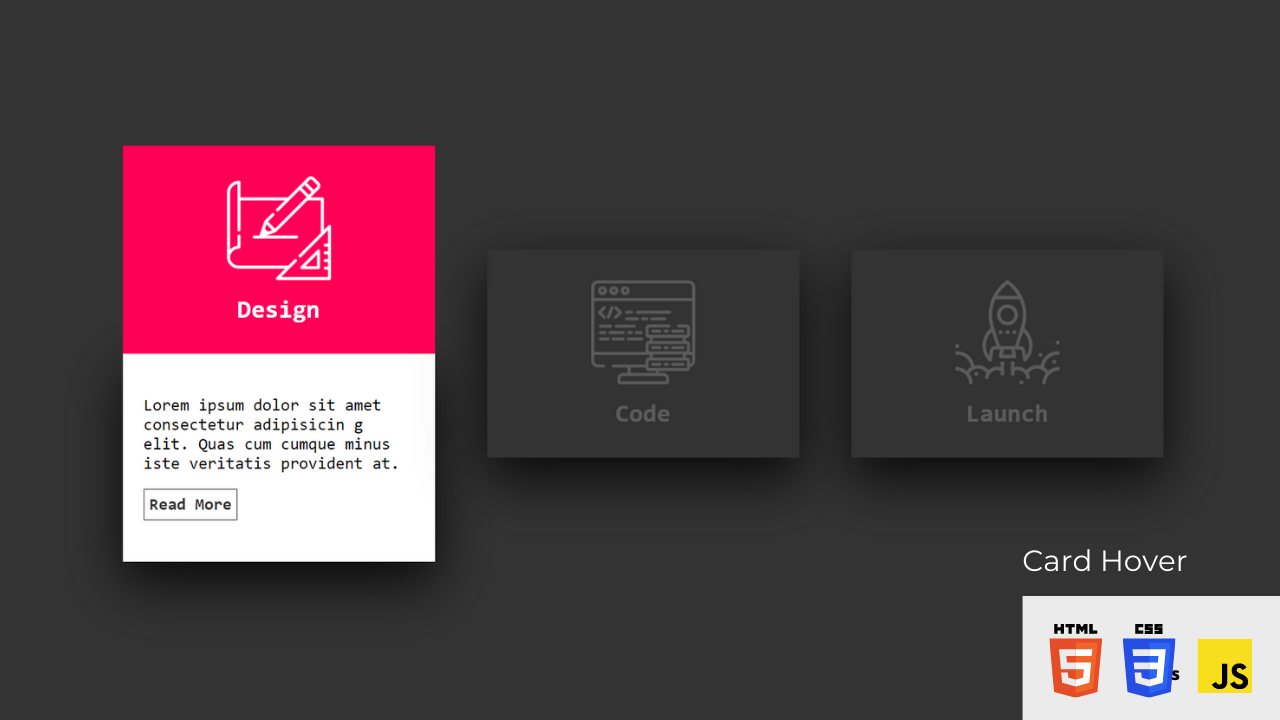 Design
Lorem ipsum dolor sit amet
consectetur adipisicin g
elit. Quas cum cumque minus
iste veritatis provident at.
Read More
</>
Code
Launch
Card Hover
HTML
5
CSS
3
s
JS